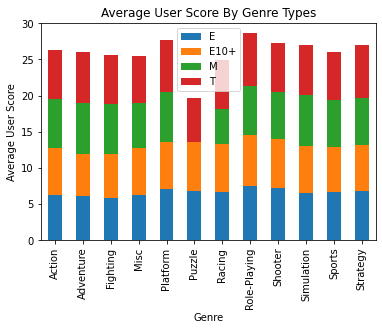 Average User Score By Genre Types
30
25
20
15
10
5
0
Average User Score
E
E10+
M
T
Action
Adventure
Fighting
Misc
Platform
Puzzle
Racing
Role-Playing
Shooter
Simulation
Sports
Strategy
Genre